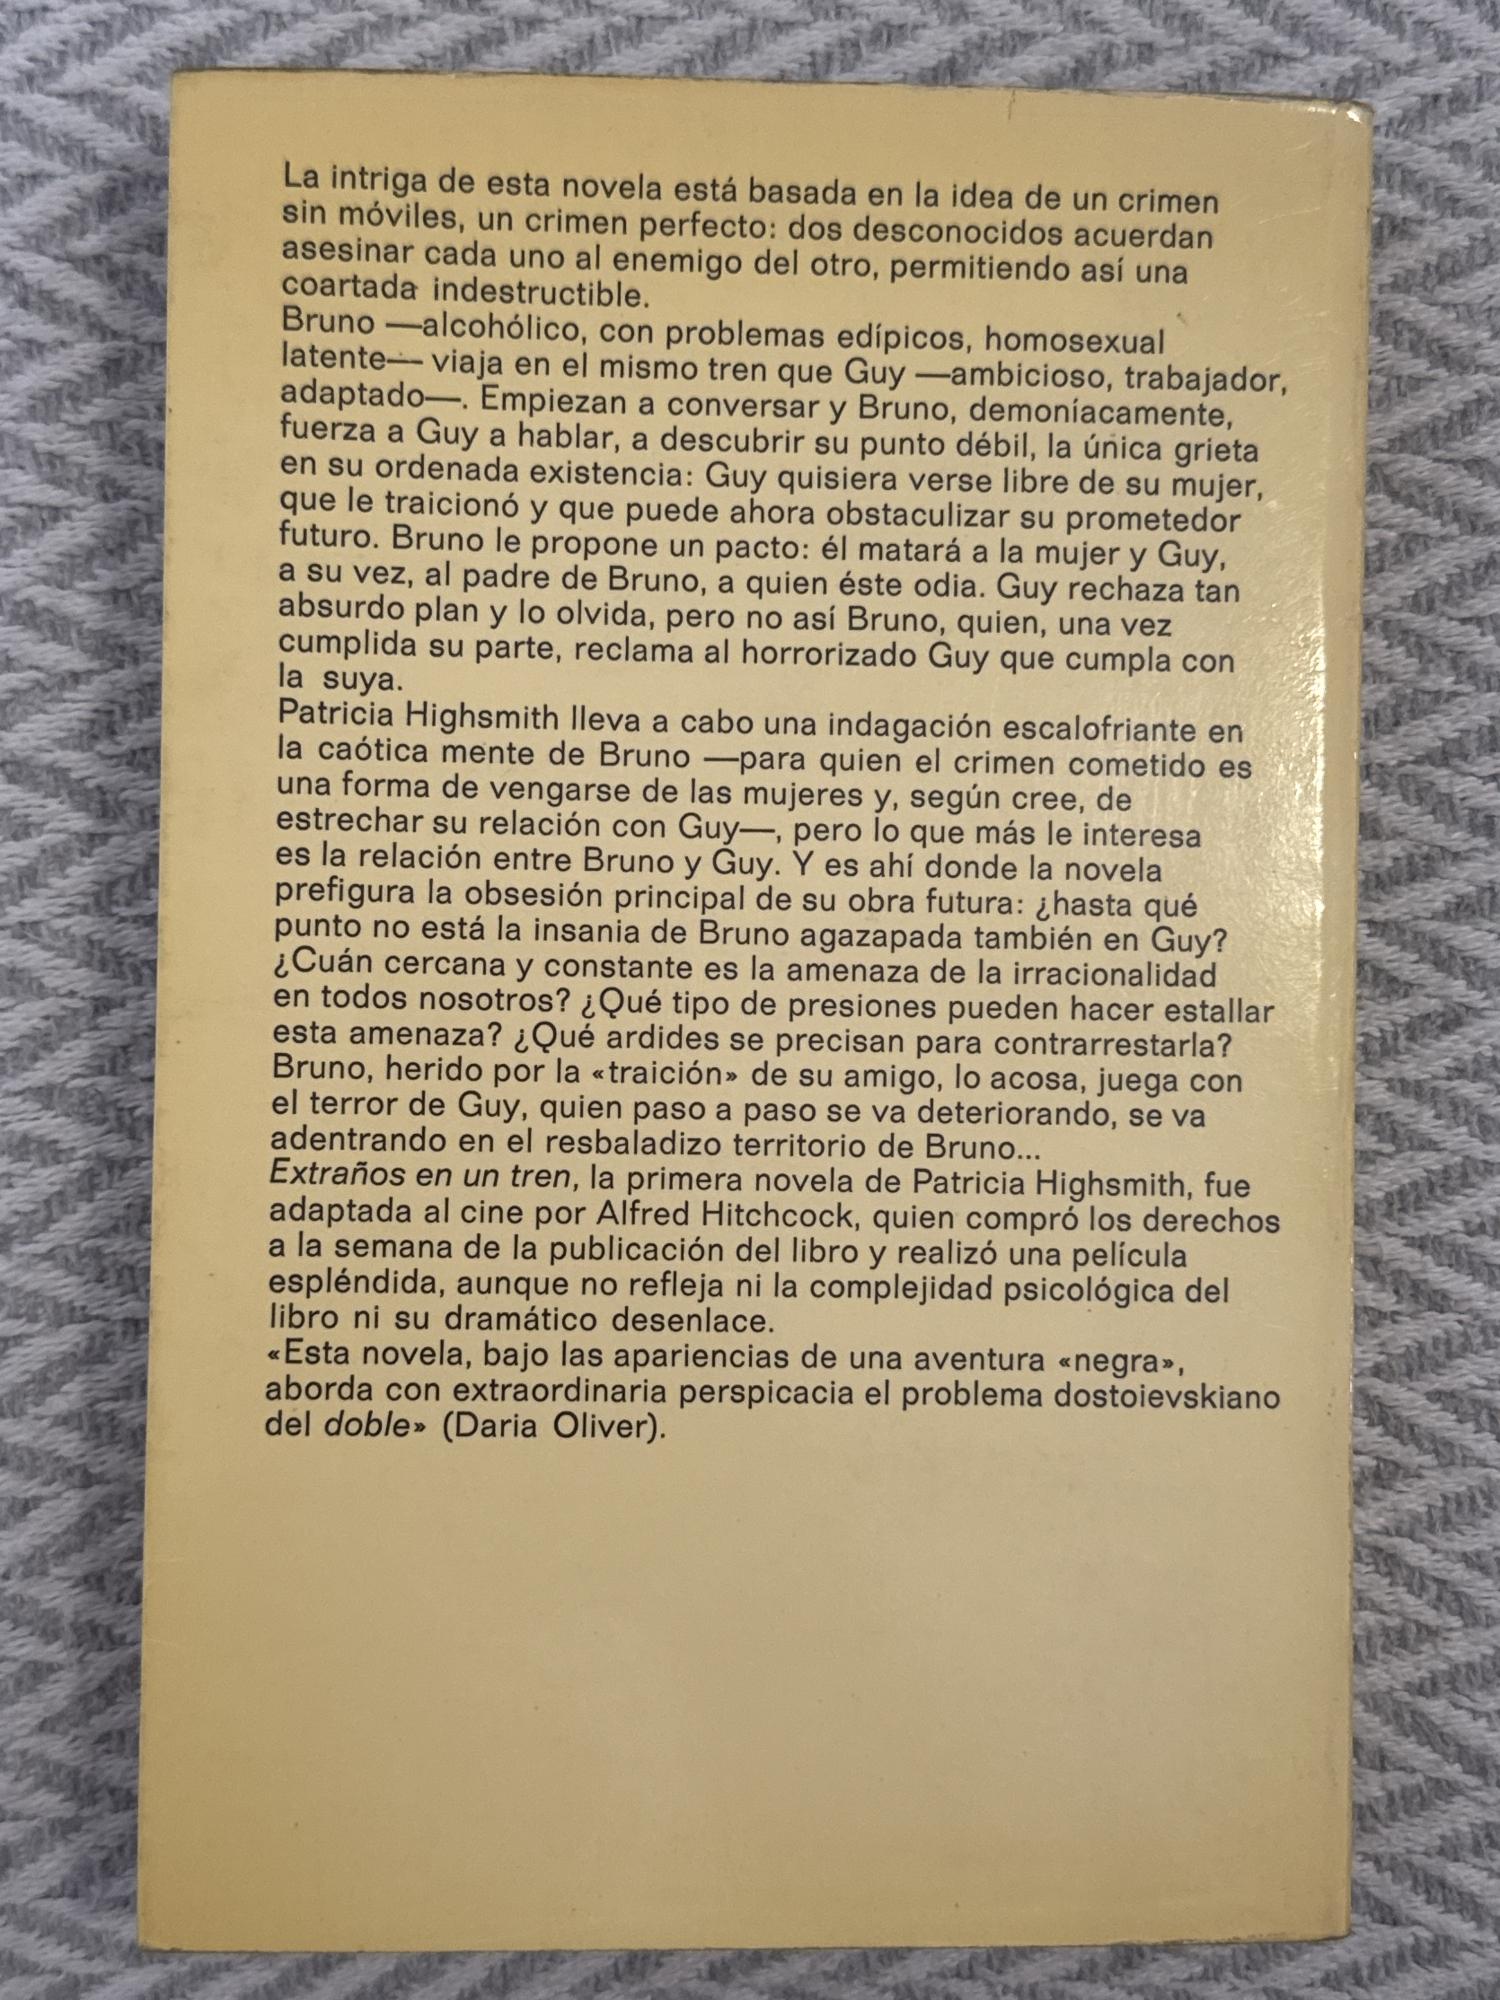 La intriga de esta novela está basada en la idea de un crimen
sin móviles, un crimen perfecto: dos desconocidos acuerdan
asesinar cada uno al enemigo del otro, permitiendo así una
coartada indestructible.
Bruno —alcohólico, con problemas edípicos, homosexual
latente— viaja en el mismo tren que Guy —ambicioso, trabajador,
adaptado—. Empiezan a conversar y Bruno, demoníacamente,
fuerza a Guy a hablar, a descubrir su punto débil, la única grieta
en su ordenada existencia: Guy quisiera verse libre de su mujer,
que le traicionó y que puede ahora obstaculizar su prometedor
futuro. Bruno le propone un pacto: él matará a la mujer y Guy,
a su vez, al padre de Bruno, a quien éste odia. Guy rechaza tan
absurdo plan y lo olvida, pero no así Bruno, quien, una vez
cumplida su parte, reclama al horrorizado Guy que cumpla con
la suya.
Patricia Highsmith lleva a cabo una indagación escalofriante en
la caótica mente de Bruno —para quien el crimen cometido es
una forma de vengarse de las mujeres y, según cree, de
estrechar su relación con Guy—, pero lo que más le interesa
es la relación entre Bruno y Guy. Y es ahí donde la novela
prefigura la obsesión principal de su obra futura: ¿hasta qué
punto no está la insania de Bruno agazapada también en Guy?
¿Cuán cercana y constante es la amenaza de la irracionalidad
en todos nosotros? ¿Qué tipo de presiones pueden hacer estallar
esta amenaza? ¿Qué ardides se precisan para contrarrestarla?
Bruno, herido por la «traición» de su amigo, lo acosa, juega con
el terror de Guy, quien paso a paso se va deteriorando, se va
adentrando en el resbaladizo territorio de Bruno...
Extraños en un tren, la primera novela de Patricia Highsmith, fue
adaptada al cine por Alfred Hitchcock, quien compró los derechos
a la semana de la publicación del libro y realizó una película
espléndida, aunque no refleja ni la complejidad psicológica del
libro ni su dramático desenlace.
«Esta novela, bajo las apariencias de una aventura «negra»,
aborda con extraordinaria perspicacia el problema dostoievskiano
del doble» (Daria Oliver).